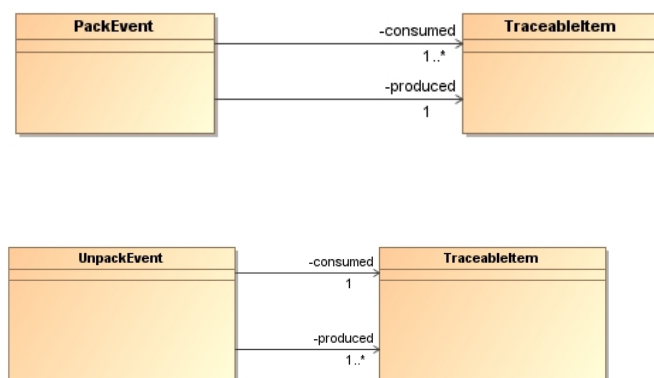 PackEvent
TraceableItem
-consumed
1..*
-produced
1
UnpackEvent
TraceableItem
-consumed
1
-produced
1..*